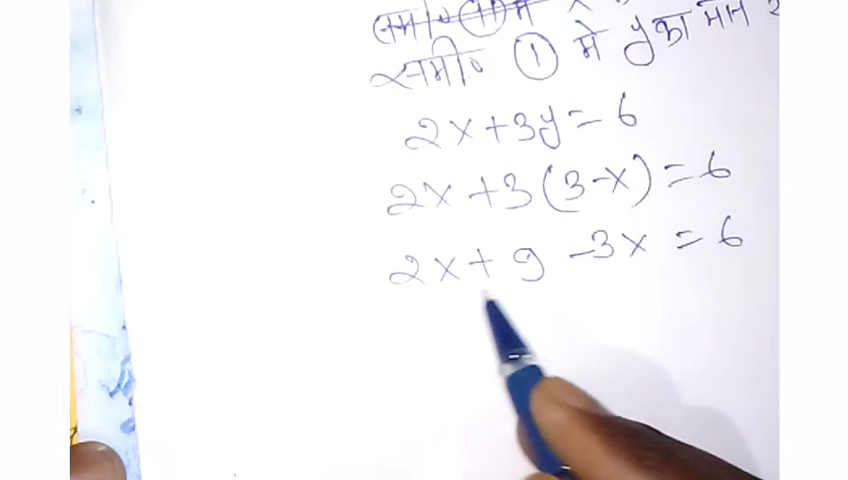 समी० ① में y का मान
2x + 3y = 6
2x + 3 (3 - x) = 6
2x + 9 - 3x = 6